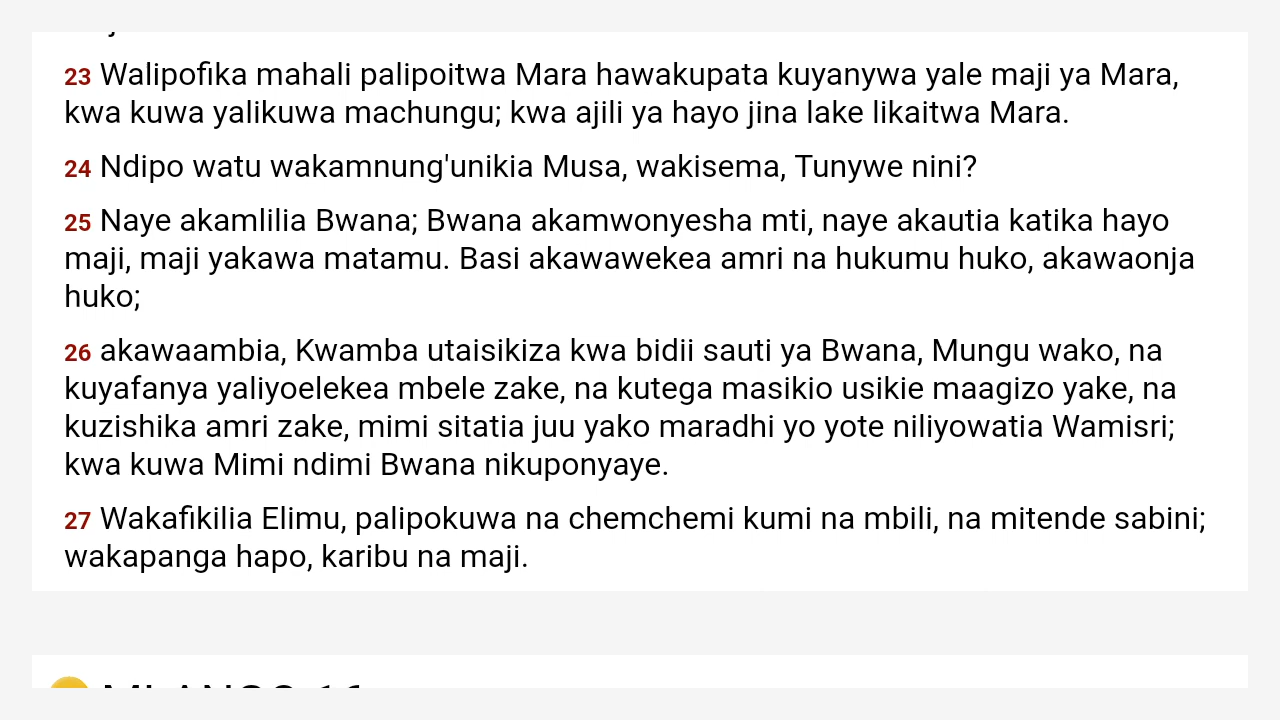 23 Walipofika mahali palipoitwa Mara hawakupata kuyanywa yale maji ya Mara,
kwa kuwa yalikuwa machungu; kwa ajili ya hayo jina lake likaitwa Mara.
24 Ndipo watu wakamnung'unikia Musa, wakisema, Tunywe nini?
25 Naye akamlilia Bwana; Bwana akamwonyesha mti, naye akautia katika hayo
maji, maji yakawa matamu. Basi akawawekea amri na hukumu huko, akawaonja
huko;
26 akawaambia, Kwamba utaisikiza kwa bidii sauti ya Bwana, Mungu wako, na
kuyafanya yaliyoelekea mbele zake, na kutega masikio usikie maagizo yake, na
kuzishika amri zake, mimi sitatia juu yako maradhi yo yote niliyowatia Wamisri;
kwa kuwa Mimi ndimi Bwana nikuponyaye.
27 Wakafikilia Elimu, palipokuwa na chemchemi kumi na mbili, na mitende sabini;
wakapanga hapo, karibu na maji.